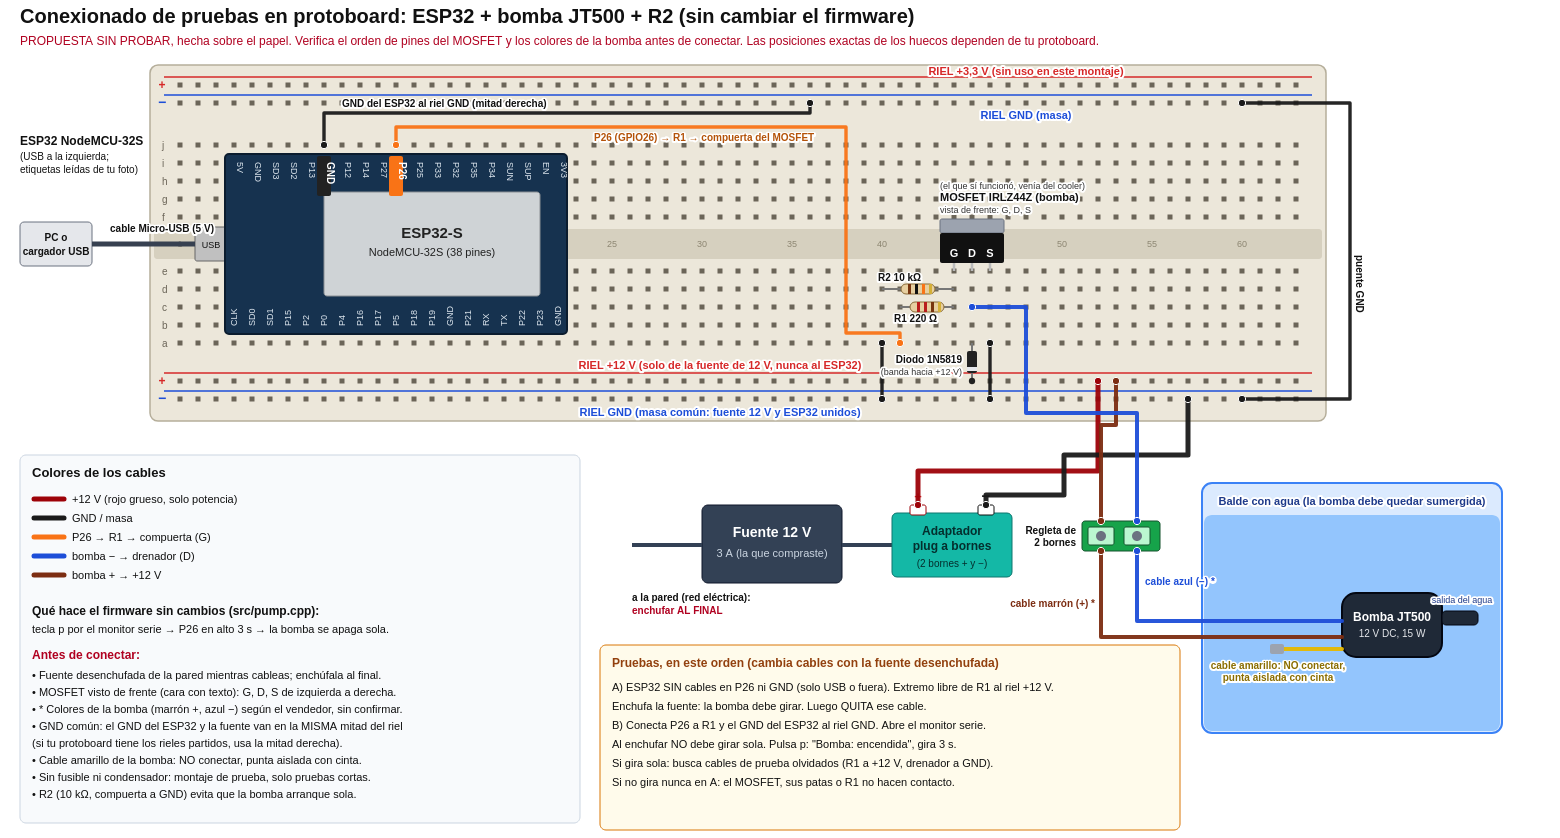 Conexionado de pruebas en protoboard: ESP32 + bomba JT500 + R2 (sin cambiar el firmware)
PROPUESTA SIN PROBAR, hecha sobre el papel. Verifica el orden de pines del MOSFET y los colores de la bomba antes de conectar. Las posiciones exactas de los huecos dependen de tu protoboard.
RIEL +3,3 V (sin uso en este montaje)
+
−
GND del ESP32 al riel GND (mitad derecha)
RIEL GND (masa)
P26 (GPIO26) → R1 → compuerta del MOSFET
ESP32 NodeMCU-32S
(USB a la izquierda;
etiquetas leídas de tu foto)
j
i
h
g
f
5V GND SD3 SD2 P13 GND P12 P14 P27 P26 P25 P33 P32 P35 P34 SUN SUP EN 3V3
(el que sí funcionó, venía del cooler)
MOSFET IRLZ44Z (bomba)
vista de frente: G, D, S
cable Micro-USB (5 V)
PC o
cargador USB
USB
ESP32-S
NodeMCU-32S (38 pines)
25 30 35 40 50 55 60
G D S
puente GND
e
d
c
b
a
R2 10 kΩ
R1 220 Ω
CLK SD0 SD1 P15 P2 P0 P4 P16 P17 P5 P18 P19 GND P21 RX TX P22 P23 GND
Diodo 1N5819
(banda hacia +12 V)
RIEL +12 V (solo de la fuente de 12 V, nunca al ESP32)
+
−
RIEL GND (masa común: fuente 12 V y ESP32 unidos)
Colores de los cables
+12 V (rojo grueso, solo potencia)
GND / masa
P26 → R1 → compuerta (G)
bomba − → drenador (D)
bomba + → +12 V
Qué hace el firmware sin cambios (src/pump.cpp):
tecla p por el monitor serie → P26 en alto 3 s → la bomba se apaga sola.
Antes de conectar:
• Fuente desenchufada de la pared mientras cableas; enchúfala al final.
• MOSFET visto de frente (cara con texto): G, D, S de izquierda a derecha.
• * Colores de la bomba (marrón +, azul −) según el vendedor, sin confirmar.
• GND común: el GND del ESP32 y la fuente van en la MISMA mitad del riel
(si tu protoboard tiene los rieles partidos, usa la mitad derecha).
• Cable amarillo de la bomba: NO conectar, punta aislada con cinta.
• Sin fusible ni condensador: montaje de prueba, solo pruebas cortas.
• R2 (10 kΩ, compuerta a GND) evita que la bomba arranque sola.
Fuente 12 V
3 A (la que compraste)
a la pared (red eléctrica):
enchufar AL FINAL
Adaptador
plug a bornes
(2 bornes + y −)
Regleta de
2 bornes
cable marrón (+) *
cable azul (−) *
Balde con agua (la bomba debe quedar sumergida)
salida del agua
Bomba JT500
12 V DC, 15 W
cable amarillo: NO conectar,
punta aislada con cinta
Pruebas, en este orden (cambia cables con la fuente desenchufada)
A) ESP32 SIN cables en P26 ni GND (solo USB o fuera). Extremo libre de R1 al riel +12 V.
Enchufa la fuente: la bomba debe girar. Luego QUITA ese cable.
B) Conecta P26 a R1 y el GND del ESP32 al riel GND. Abre el monitor serie.
Al enchufar NO debe girar sola. Pulsa p: "Bomba: encendida", gira 3 s.
Si gira sola: busca cables de prueba olvidados (R1 a +12 V, drenador a GND).
Si no gira nunca en A: el MOSFET, sus patas o R1 no hacen contacto.